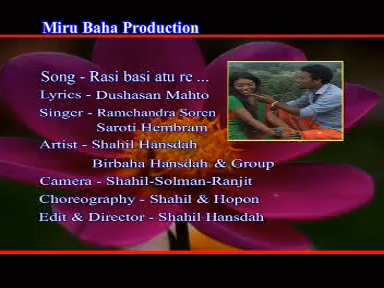 Miru Baha Production
Song - Rasi basi atu re ...
Lyrics - Dushasan Mahto
Singer - Ramchandra Soren
Saroti Hembram
Artist - Shahil Hansdah
Birbaha Hansdah & Group
Camera - Shahil-Solman-Ranjit
Choreography - Shahil & Hopon
Edit & Director - Shahil Hansdah